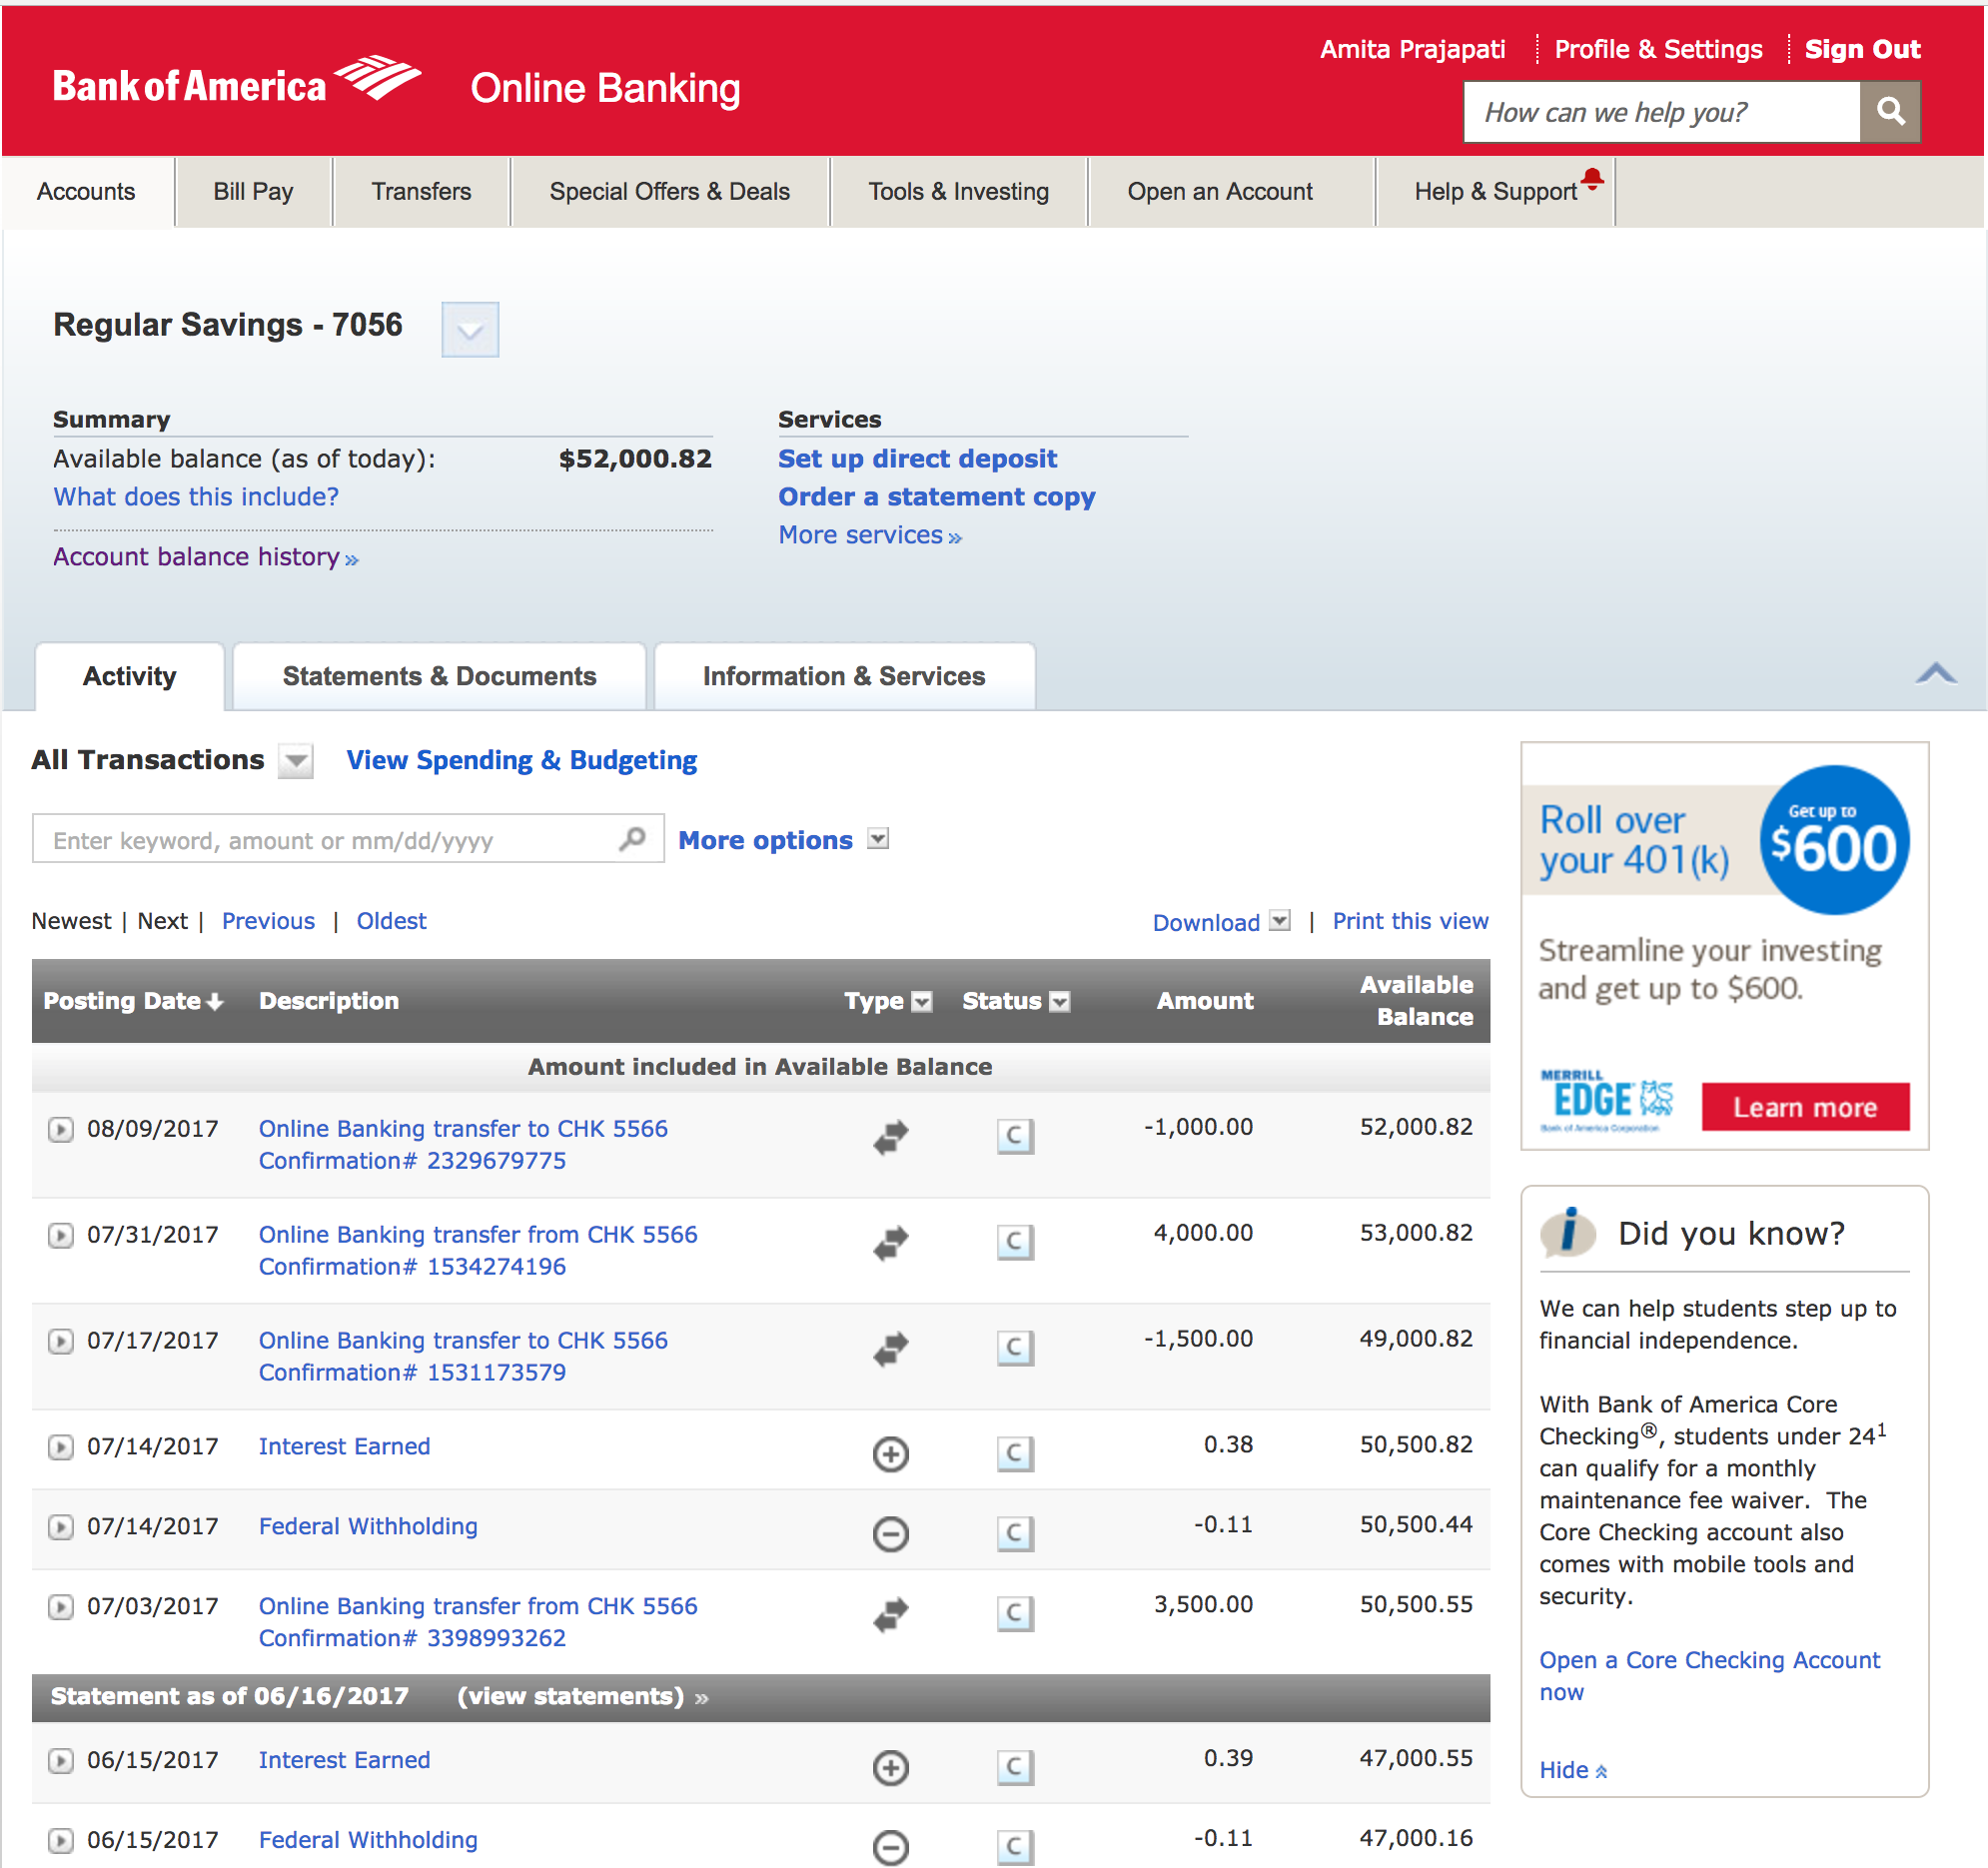 Amita Prajapati Profile & Settings Sign Out
Bank of America Online Banking
How can we help you?
Accounts Bill Pay Transfers Special Offers & Deals Tools & Investing Open an Account Help & Support
Regular Savings - 7056
Summary
Available balance (as of today): $52,000.82
What does this include?
Account balance history »
Services
Set up direct deposit
Order a statement copy
More services »
Activity Statements & Documents Information & Services
All Transactions View Spending & Budgeting
Enter keyword, amount or mm/dd/yyyy More options
Newest | Next | Previous | Oldest Download | Print this view
Posting Date Description Type Status Amount Available Balance
Amount included in Available Balance
08/09/2017 Online Banking transfer to CHK 5566 C -1,000.00 52,000.82
Confirmation# 2329679775
07/31/2017 Online Banking transfer from CHK 5566 C 4,000.00 53,000.82
Confirmation# 1534274196
07/17/2017 Online Banking transfer to CHK 5566 C -1,500.00 49,000.82
Confirmation# 1531173579
07/14/2017 Interest Earned C 0.38 50,500.82
07/14/2017 Federal Withholding C -0.11 50,500.44
07/03/2017 Online Banking transfer from CHK 5566 C 3,500.00 50,500.55
Confirmation# 3398993262
Statement as of 06/16/2017 (view statements) »
06/15/2017 Interest Earned C 0.39 47,000.55
06/15/2017 Federal Withholding C -0.11 47,000.16
Roll over
your 401(k)
Get up to
$600
Streamline your investing
and get up to $600.
MERRILL
EDGE
Bank of America Corporation
Learn more
i Did you know?
We can help students step up to
financial independence.
With Bank of America Core
Checking®, students under 24¹
can qualify for a monthly
maintenance fee waiver. The
Core Checking account also
comes with mobile tools and
security.
Open a Core Checking Account
now
Hide